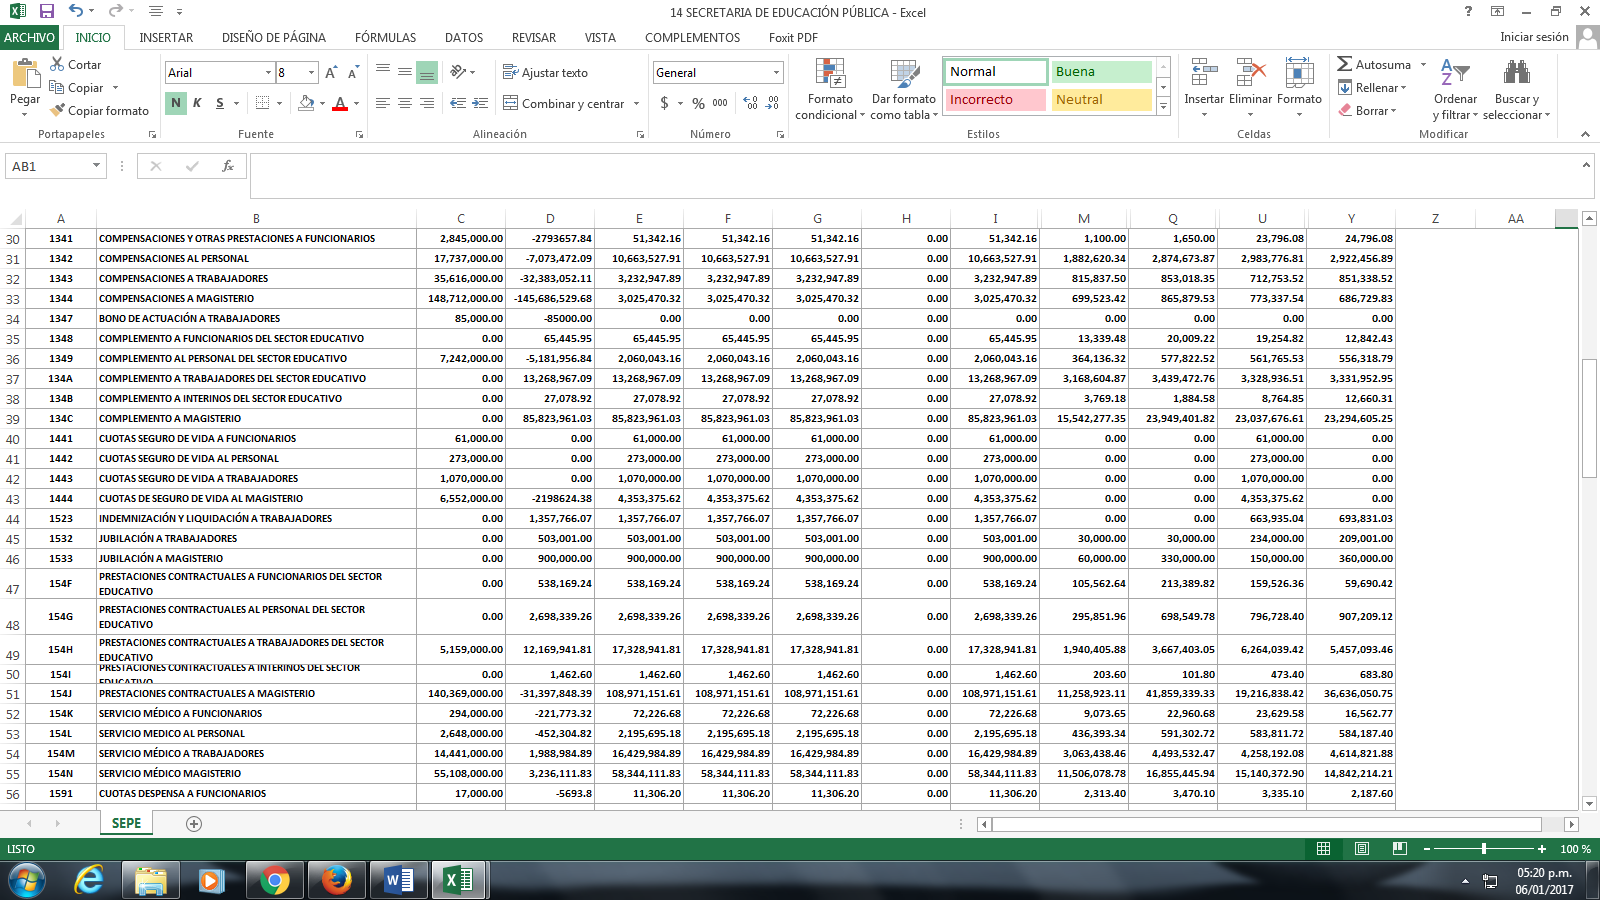 14 SECRETARIA DE EDUCACIÓN PÚBLICA - Excel
ARCHIVO INICIO INSERTAR DISEÑO DE PÁGINA FÓRMULAS DATOS REVISAR VISTA COMPLEMENTOS Foxit PDF Iniciar sesión
Pegar
Cortar
Copiar
Copiar formato
Portapapeles
Arial 8
N K S
Fuente
Ajustar texto
Combinar y centrar
Alineación
General
$ % 000
Número
Formato condicional
Dar formato como tabla
Normal Buena
Incorrecto Neutral
Estilos
Insertar Eliminar Formato
Celdas
Autosuma
Rellenar
Borrar
Ordenar y filtrar
Buscar y seleccionar
Modificar
AB1 fx
A B C D E F G H I M Q U Y Z AA
30 1341 COMPENSACIONES Y OTRAS PRESTACIONES A FUNCIONARIOS 2,845,000.00 -2793657.84 51,342.16 51,342.16 51,342.16 0.00 51,342.16 1,100.00 1,650.00 23,796.08 24,796.08
31 1342 COMPENSACIONES AL PERSONAL 17,737,000.00 -7,073,472.09 10,663,527.91 10,663,527.91 10,663,527.91 0.00 10,663,527.91 1,882,620.34 2,874,673.87 2,983,776.81 2,922,456.89
32 1343 COMPENSACIONES A TRABAJADORES 35,616,000.00 -32,383,052.11 3,232,947.89 3,232,947.89 3,232,947.89 0.00 3,232,947.89 815,837.50 853,018.35 712,753.52 851,338.52
33 1344 COMPENSACIONES A MAGISTERIO 148,712,000.00 -145,686,529.68 3,025,470.32 3,025,470.32 3,025,470.32 0.00 3,025,470.32 699,523.42 865,879.53 773,337.54 686,729.83
34 1347 BONO DE ACTUACIÓN A TRABAJADORES 85,000.00 -85000.00 0.00 0.00 0.00 0.00 0.00 0.00 0.00 0.00 0.00
35 1348 COMPLEMENTO A FUNCIONARIOS DEL SECTOR EDUCATIVO 0.00 65,445.95 65,445.95 65,445.95 65,445.95 0.00 65,445.95 13,339.48 20,009.22 19,254.82 12,842.43
36 1349 COMPLEMENTO AL PERSONAL DEL SECTOR EDUCATIVO 7,242,000.00 -5,181,956.84 2,060,043.16 2,060,043.16 2,060,043.16 0.00 2,060,043.16 364,136.32 577,822.52 561,765.53 556,318.79
37 134A COMPLEMENTO A TRABAJADORES DEL SECTOR EDUCATIVO 0.00 13,268,967.09 13,268,967.09 13,268,967.09 13,268,967.09 0.00 13,268,967.09 3,168,604.87 3,439,472.76 3,328,936.51 3,331,952.95
38 134B COMPLEMENTO A INTERINOS DEL SECTOR EDUCATIVO 0.00 27,078.92 27,078.92 27,078.92 27,078.92 0.00 27,078.92 3,769.18 1,884.58 8,764.85 12,660.31
39 134C COMPLEMENTO A MAGISTERIO 0.00 85,823,961.03 85,823,961.03 85,823,961.03 85,823,961.03 0.00 85,823,961.03 15,542,277.35 23,949,401.82 23,037,676.61 23,294,605.25
40 1441 CUOTAS SEGURO DE VIDA A FUNCIONARIOS 61,000.00 0.00 61,000.00 61,000.00 61,000.00 0.00 61,000.00 0.00 0.00 61,000.00 0.00
41 1442 CUOTAS SEGURO DE VIDA AL PERSONAL 273,000.00 0.00 273,000.00 273,000.00 273,000.00 0.00 273,000.00 0.00 0.00 273,000.00 0.00
42 1443 CUOTAS SEGURO DE VIDA A TRABAJADORES 1,070,000.00 0.00 1,070,000.00 1,070,000.00 1,070,000.00 0.00 1,070,000.00 0.00 0.00 1,070,000.00 0.00
43 1444 CUOTAS DE SEGURO DE VIDA AL MAGISTERIO 6,552,000.00 -2198624.38 4,353,375.62 4,353,375.62 4,353,375.62 0.00 4,353,375.62 0.00 0.00 4,353,375.62 0.00
44 1523 INDEMNIZACIÓN Y LIQUIDACIÓN A TRABAJADORES 0.00 1,357,766.07 1,357,766.07 1,357,766.07 1,357,766.07 0.00 1,357,766.07 0.00 0.00 663,935.04 693,831.03
45 1532 JUBILACIÓN A TRABAJADORES 0.00 503,001.00 503,001.00 503,001.00 503,001.00 0.00 503,001.00 30,000.00 30,000.00 234,000.00 209,001.00
46 1533 JUBILACIÓN A MAGISTERIO 0.00 900,000.00 900,000.00 900,000.00 900,000.00 0.00 900,000.00 60,000.00 330,000.00 150,000.00 360,000.00
47 154F PRESTACIONES CONTRACTUALES A FUNCIONARIOS DEL SECTOR EDUCATIVO 0.00 538,169.24 538,169.24 538,169.24 538,169.24 0.00 538,169.24 105,562.64 213,389.82 159,526.36 59,690.42
48 154G PRESTACIONES CONTRACTUALES AL PERSONAL DEL SECTOR EDUCATIVO 0.00 2,698,339.26 2,698,339.26 2,698,339.26 2,698,339.26 0.00 2,698,339.26 295,851.96 698,549.78 796,728.40 907,209.12
49 154H PRESTACIONES CONTRACTUALES A TRABAJADORES DEL SECTOR EDUCATIVO 5,159,000.00 12,169,941.81 17,328,941.81 17,328,941.81 17,328,941.81 0.00 17,328,941.81 1,940,405.88 3,667,403.05 6,264,039.42 5,457,093.46
50 154I PRESTACIONES CONTRACTUALES A INTERINOS DEL SECTOR EDUCATIVO 0.00 1,462.60 1,462.60 1,462.60 1,462.60 0.00 1,462.60 203.60 101.80 473.40 683.80
51 154J PRESTACIONES CONTRACTUALES A MAGISTERIO 140,369,000.00 -31,397,848.39 108,971,151.61 108,971,151.61 108,971,151.61 0.00 108,971,151.61 11,258,923.11 41,859,339.33 19,216,838.42 36,636,050.75
52 154K SERVICIO MÉDICO A FUNCIONARIOS 294,000.00 -221,773.32 72,226.68 72,226.68 72,226.68 0.00 72,226.68 9,073.65 22,960.68 23,629.58 16,562.77
53 154L SERVICIO MEDICO AL PERSONAL 2,648,000.00 -452,304.82 2,195,695.18 2,195,695.18 2,195,695.18 0.00 2,195,695.18 436,393.34 591,302.72 583,811.72 584,187.40
54 154M SERVICIO MÉDICO A TRABAJADORES 14,441,000.00 1,988,984.89 16,429,984.89 16,429,984.89 16,429,984.89 0.00 16,429,984.89 3,063,438.46 4,493,532.47 4,258,192.08 4,614,821.88
55 154N SERVICIO MÉDICO MAGISTERIO 55,108,000.00 3,236,111.83 58,344,111.83 58,344,111.83 58,344,111.83 0.00 58,344,111.83 11,506,078.78 16,855,445.94 15,140,372.90 14,842,214.21
56 1591 CUOTAS DESPENSA A FUNCIONARIOS 17,000.00 -5693.8 11,306.20 11,306.20 11,306.20 0.00 11,306.20 2,313.40 3,470.10 3,335.10 2,187.60
SEPE
LISTO 100 %
05:20 p.m.
06/01/2017